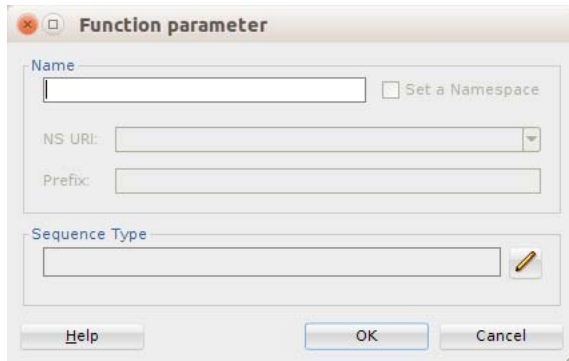 Function parameter
Name
Set a Namespace
NS URI:
Prefix:
Sequence Type
Help
OK
Cancel